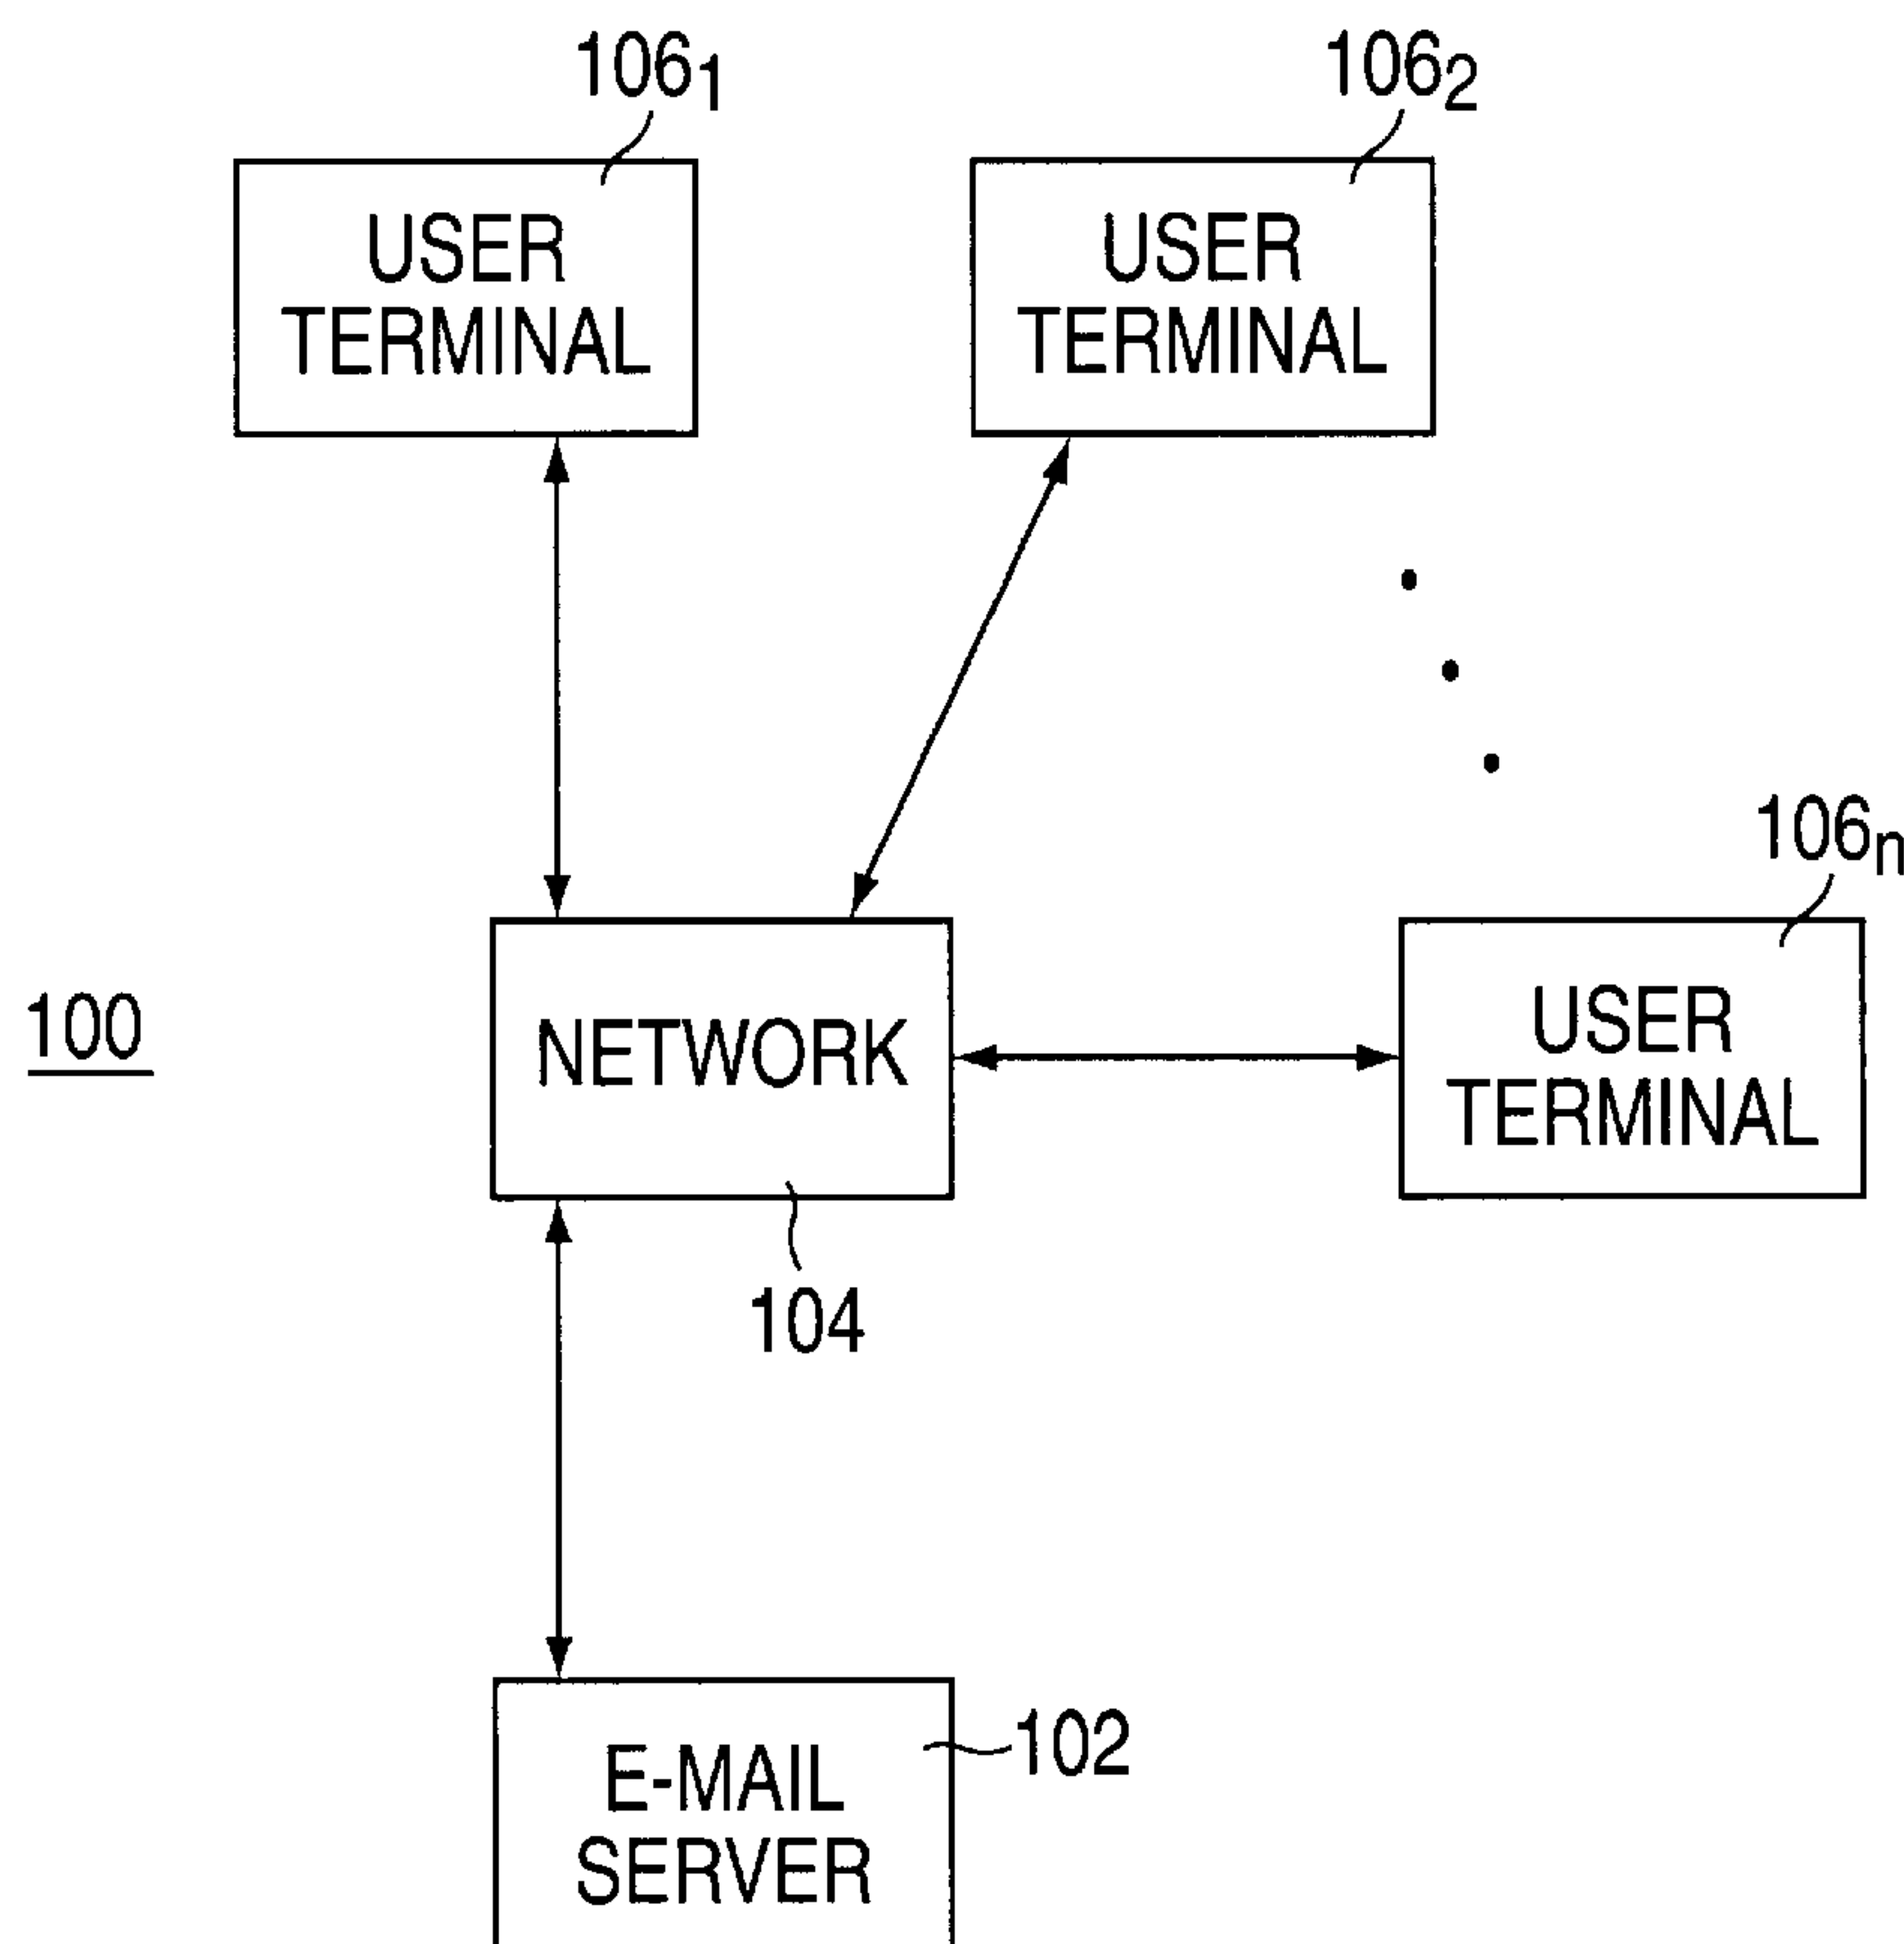 106₁
106₂
USER
TERMINAL
USER
TERMINAL
106ₙ
100
NETWORK
USER
TERMINAL
104
E-MAIL
SERVER
102